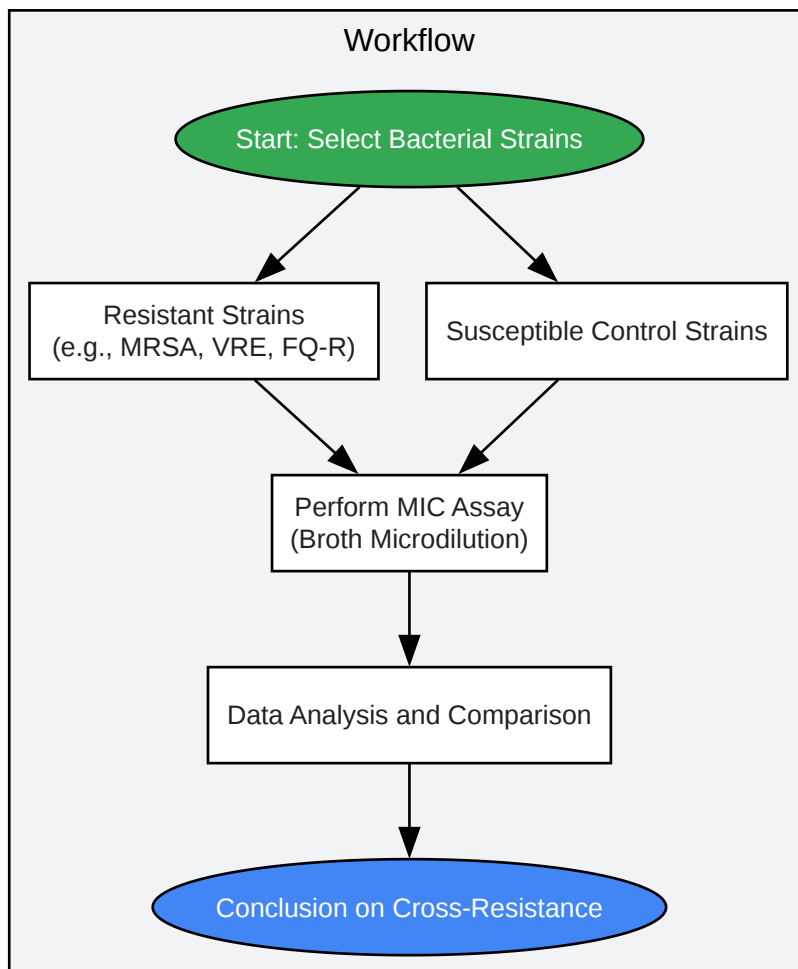 Workflow
Start: Select Bacterial Strains
Resistant Strains
(e.g., MRSA, VRE, FQ-R)
Susceptible Control Strains
Perform MIC Assay
(Broth Microdilution)
Data Analysis and Comparison
Conclusion on Cross-Resistance